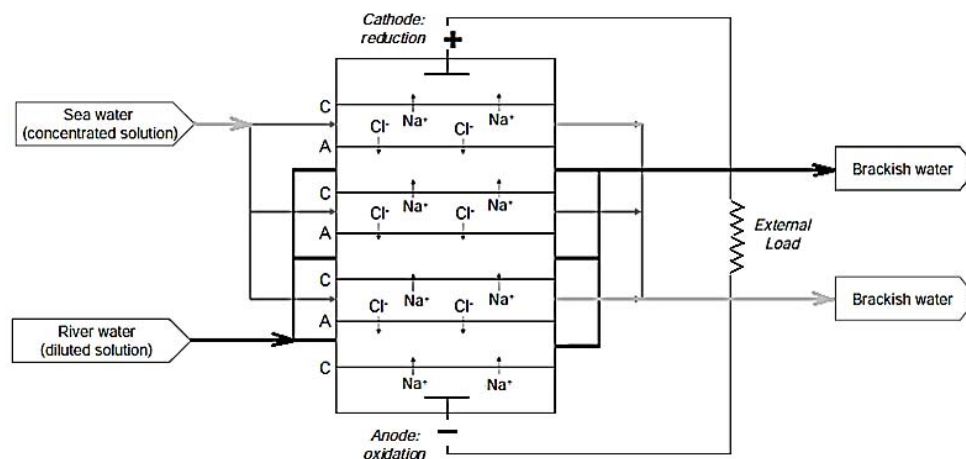 Cathode:
reduction
+
Sea water
(concentrated solution)
C
Cl⁻ Na⁺ Cl⁻ Na⁺
A
Brackish water
C
Cl⁻ Na⁺ Cl⁻ Na⁺
A
External
Load
C
Cl⁻ Na⁺ Cl⁻ Na⁺
Brackish water
A
River water
(diluted solution)
C
Na⁺ Na⁺
−
Anode:
oxidation